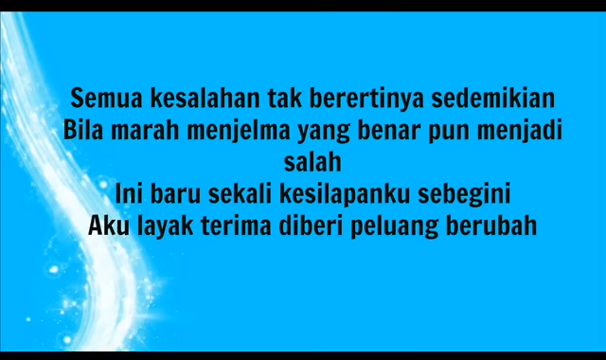 Semua kesalahan tak berertinya sedemikian
Bila marah menjelma yang benar pun menjadi
salah
Ini baru sekali kesilapanku sebegini
Aku layak terima diberi peluang berubah